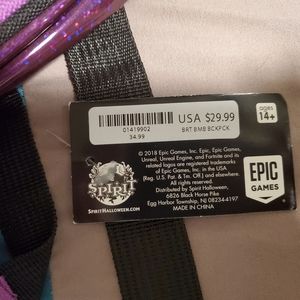 USA $29.99
01419902
34.99
BRT BMB BCKPCK
ages
14+
© 2018 Epic Games, Inc. Epic, Epic Games,
Unreal, Unreal Engine, and Fortnite and its
related logos are registered trademarks
of Epic Games, Inc. in the USA
(Reg. U.S. Pat. & Tm. Off.) and elsewhere.
All rights reserved.
Distributed by Spirit Halloween,
6826 Black Horse Pike
Egg Harbor Township, NJ 08234-4197
MADE IN CHINA
SPIRIT
SPIRITHALLOWEEN.COM
EPIC
GAMES